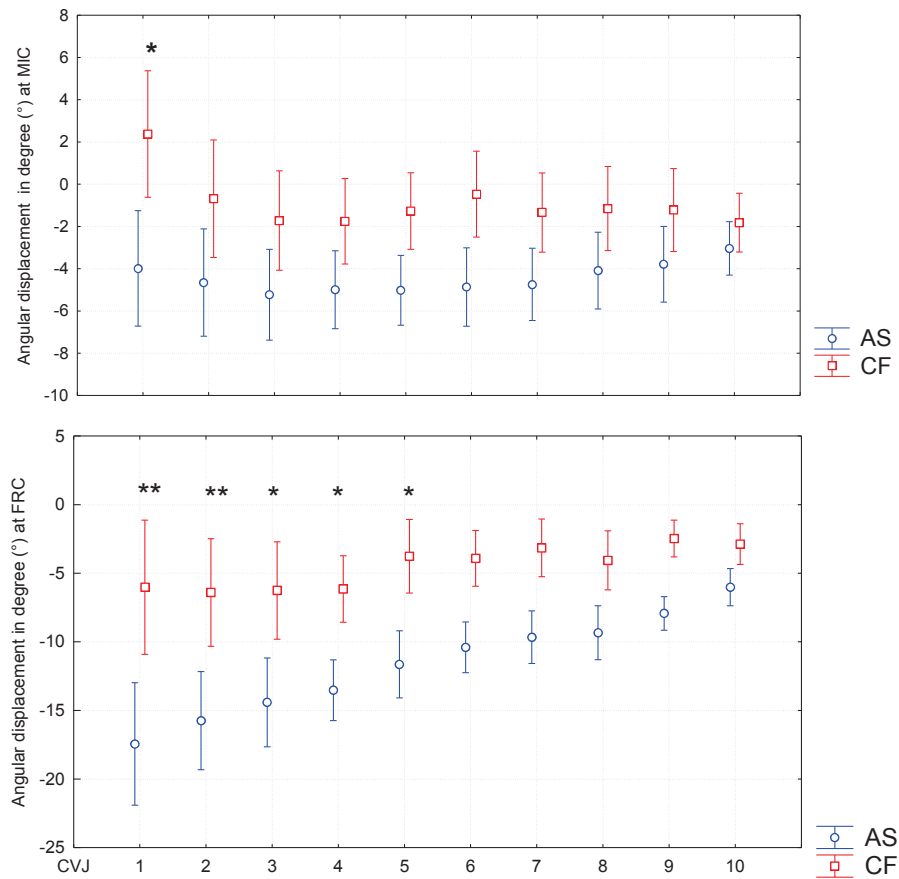 Angular displacement in degree (°) at MIC
8
*
6
4
2
0
-2
-4
-6
-8
-10
AS
CF
Angular displacement in degree (°) at FRC
5
** ** * * *
0
-5
-10
-15
-20
-25
CVJ 1 2 3 4 5 6 7 8 9 10
AS
CF